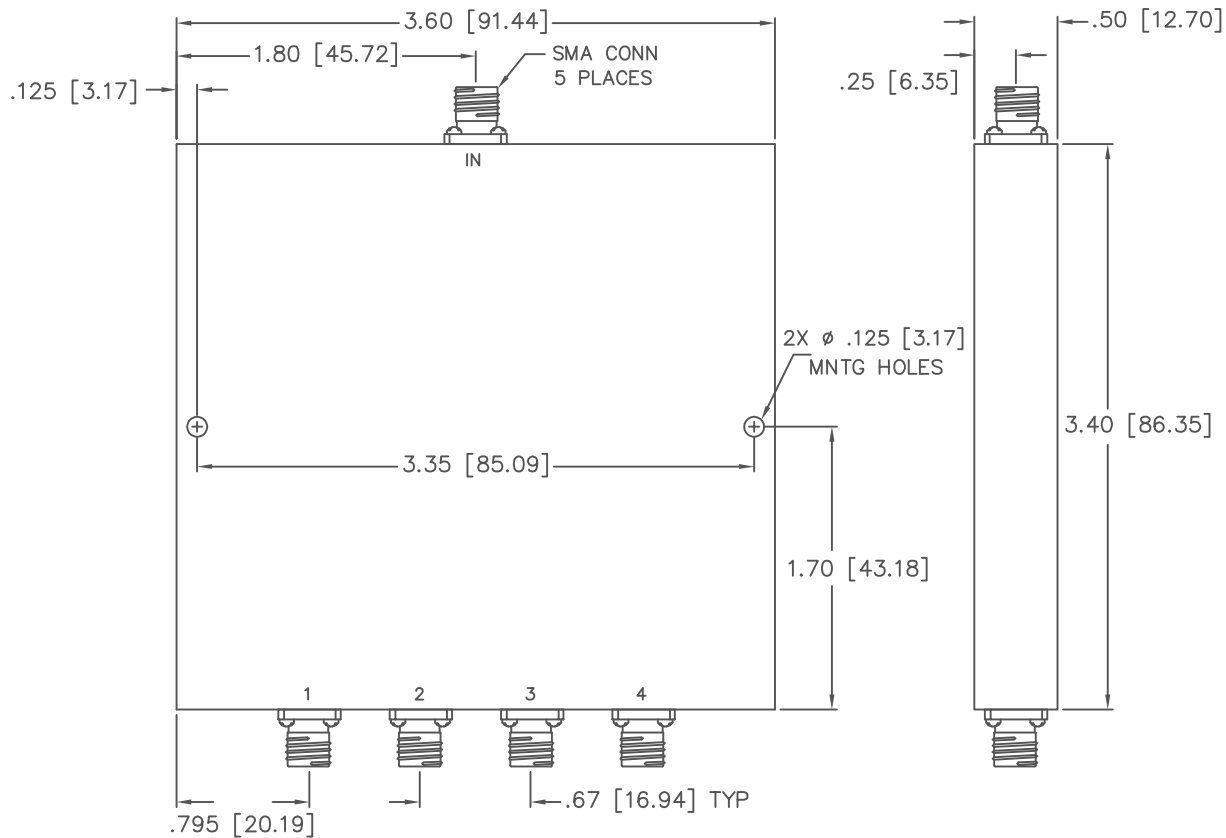 3.60 [91.44]
.50 [12.70]
1.80 [45.72]
SMA CONN
5 PLACES
.125 [3.17]
.25 [6.35]
IN
2X ⌀ .125 [3.17]
MNTG HOLES
3.40 [86.35]
3.35 [85.09]
1.70 [43.18]
1 2 3 4
.67 [16.94] TYP
.795 [20.19]